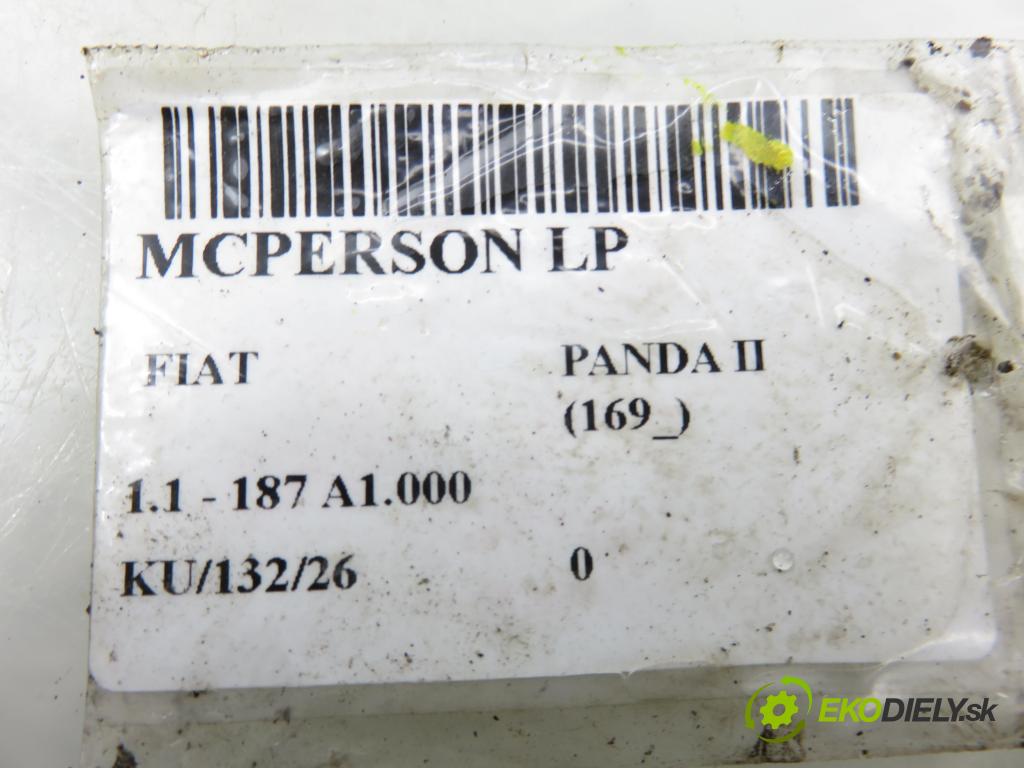 MCPERSON LP
FIAT PANDA II
(169_)
1.1 - 187 A1.000
KU/132/26 0
EKODIELY.sk